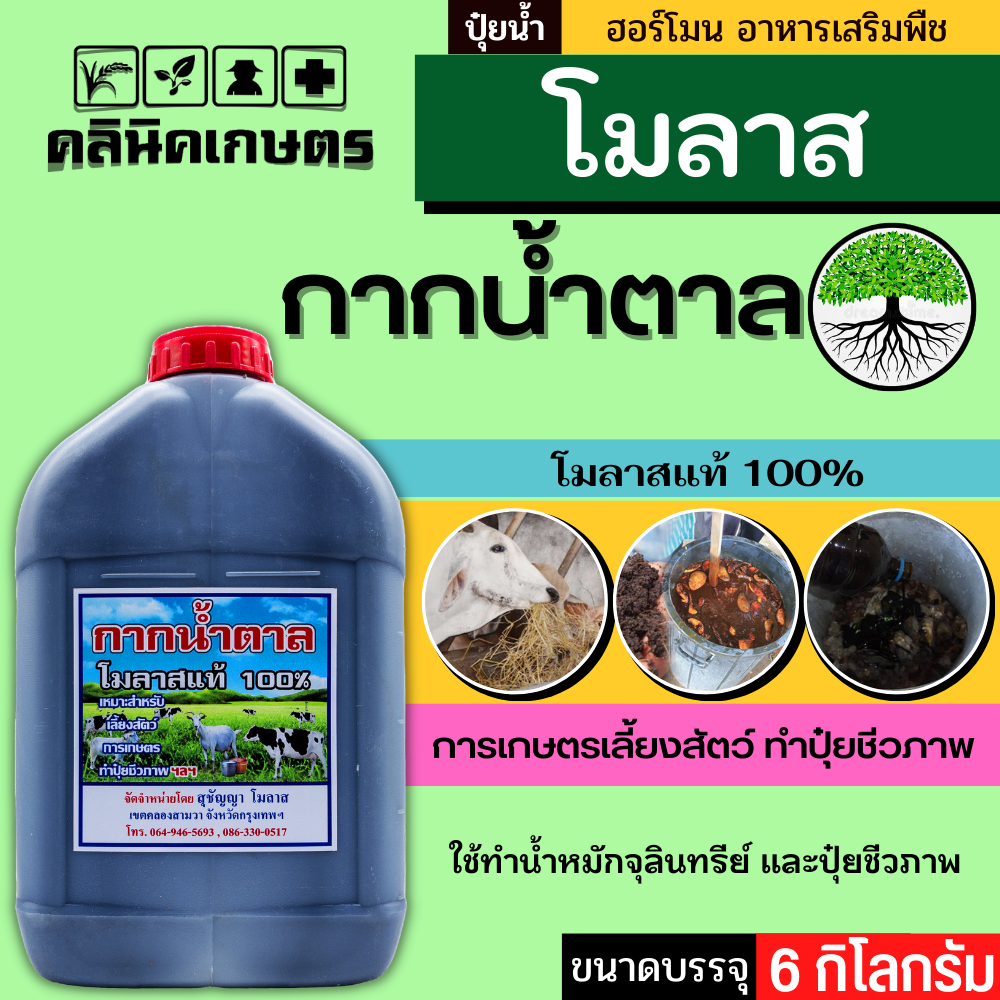 ปุ๋ยน้ำ
ฮอร์โมน อาหารเสริมพืช
คลินิคเกษตร
โมลาส
กากน้ำตาล
โมลาสแท้ 100%
กากน้ำตาล
โมลาสแท้ 100%
เหมาะสำหรับ
เลี้ยงสัตว์
การเกษตร
ทำปุ๋ยชีวภาพ ฯลฯ
จัดจำหน่ายโดย สุชัญญา โมลาส
เขตคลองสามวา จังหวัดกรุงเทพฯ
โทร. 064-946-5693 , 086-330-0517
การเกษตรเลี้ยงสัตว์ ทำปุ๋ยชีวภาพ
ใช้ทำน้ำหมักจุลินทรีย์ และปุ๋ยชีวภาพ
ขนาดบรรจุ 6 กิโลกรัม